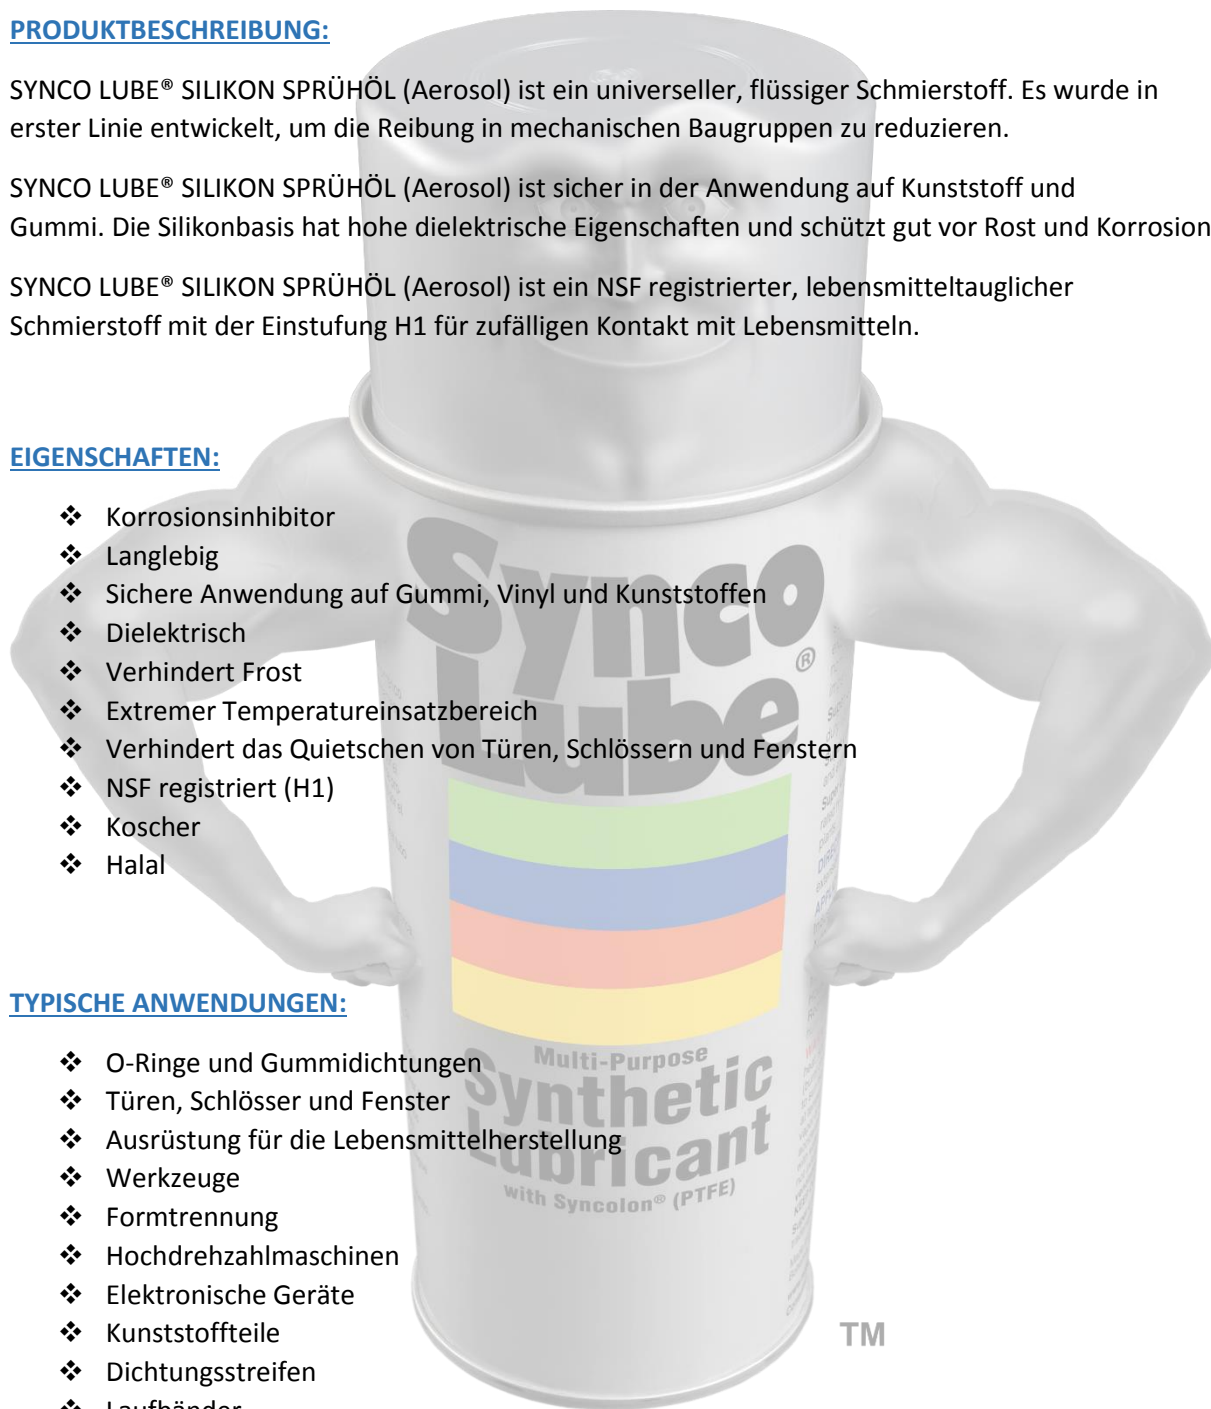 PRODUKTBESCHREIBUNG:
SYNCO LUBE® SILIKON SPRÜHÖL (Aerosol) ist ein universeller, flüssiger Schmierstoff. Es wurde in
erster Linie entwickelt, um die Reibung in mechanischen Baugruppen zu reduzieren.
SYNCO LUBE® SILIKON SPRÜHÖL (Aerosol) ist sicher in der Anwendung auf Kunststoff und
Gummi. Die Silikonbasis hat hohe dielektrische Eigenschaften und schützt gut vor Rost und Korrosion
SYNCO LUBE® SILIKON SPRÜHÖL (Aerosol) ist ein NSF registrierter, lebensmitteltauglicher
Schmierstoff mit der Einstufung H1 für zufälligen Kontakt mit Lebensmitteln.
EIGENSCHAFTEN:
❖ Korrosionsinhibitor
❖ Langlebig
❖ Sichere Anwendung auf Gummi, Vinyl und Kunststoffen
❖ Dielektrisch
❖ Verhindert Frost
❖ Extremer Temperatureinsatzbereich
❖ Verhindert das Quietschen von Türen, Schlössern und Fenstern
❖ NSF registriert (H1)
❖ Koscher
❖ Halal
TYPISCHE ANWENDUNGEN:
❖ O-Ringe und Gummidichtungen
❖ Türen, Schlösser und Fenster
❖ Ausrüstung für die Lebensmittelherstellung
❖ Werkzeuge
❖ Formtrennung
❖ Hochdrehzahlmaschinen
❖ Elektronische Geräte
❖ Kunststoffteile
❖ Dichtungsstreifen
❖ Laufbänder
Synco
Lube®
Multi-Purpose
Synthetic
Lubricant
with Syncolon® (PTFE)
TM